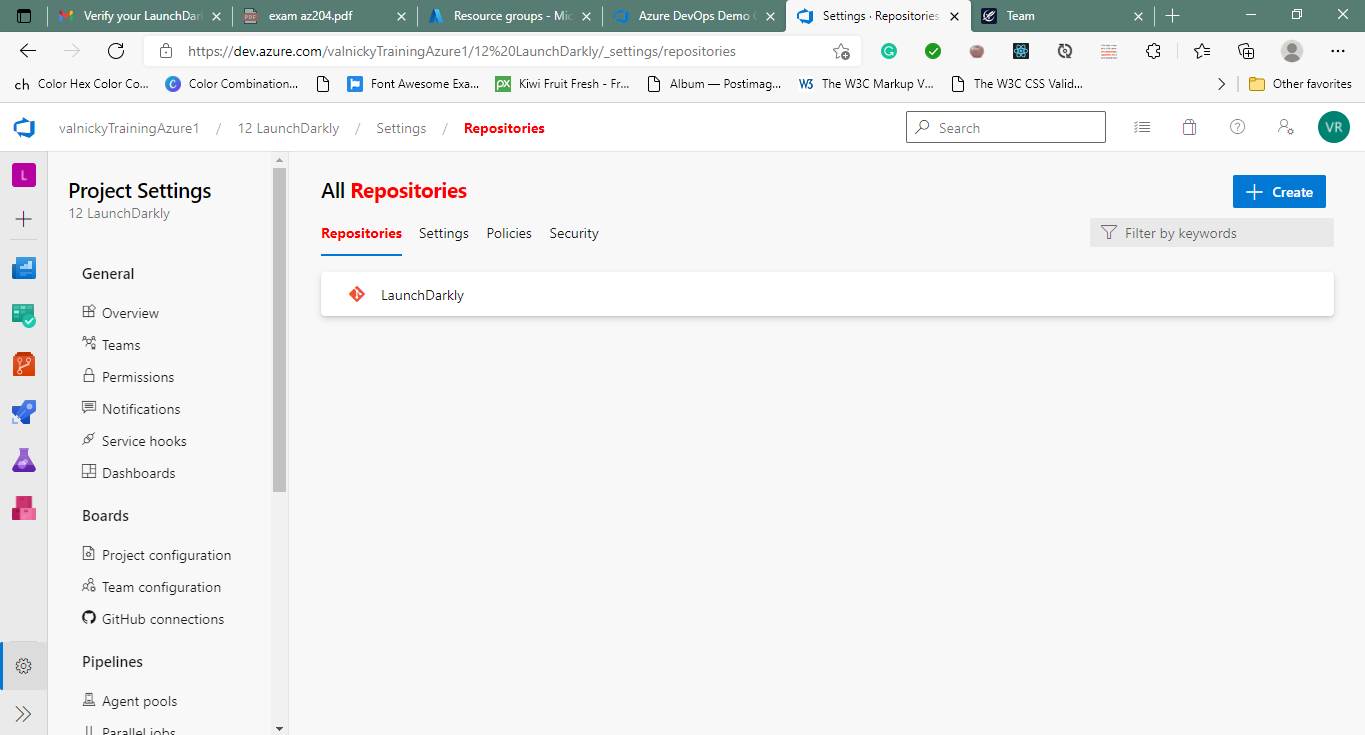 Verify your LaunchDar
exam az204.pdf
Resource groups - Mic
Azure DevOps Demo
Settings · Repositories
Team
https://dev.azure.com/valnickyTrainingAzure1/12%20LaunchDarkly/_settings/repositories
ch Color Hex Color Co...
C Color Combination...
Font Awesome Exa...
px Kiwi Fruit Fresh - Fr...
Album — Postimag...
W3 The W3C Markup V...
The W3C CSS Valid...
Other favorites
valnickyTrainingAzure1 / 12 LaunchDarkly / Settings / Repositories
Search
VR
L
Project Settings
12 LaunchDarkly
General
Overview
Teams
Permissions
Notifications
Service hooks
Dashboards
Boards
Project configuration
Team configuration
GitHub connections
Pipelines
Agent pools
Parallel jobs
All Repositories
Create
Repositories Settings Policies Security
Filter by keywords
LaunchDarkly